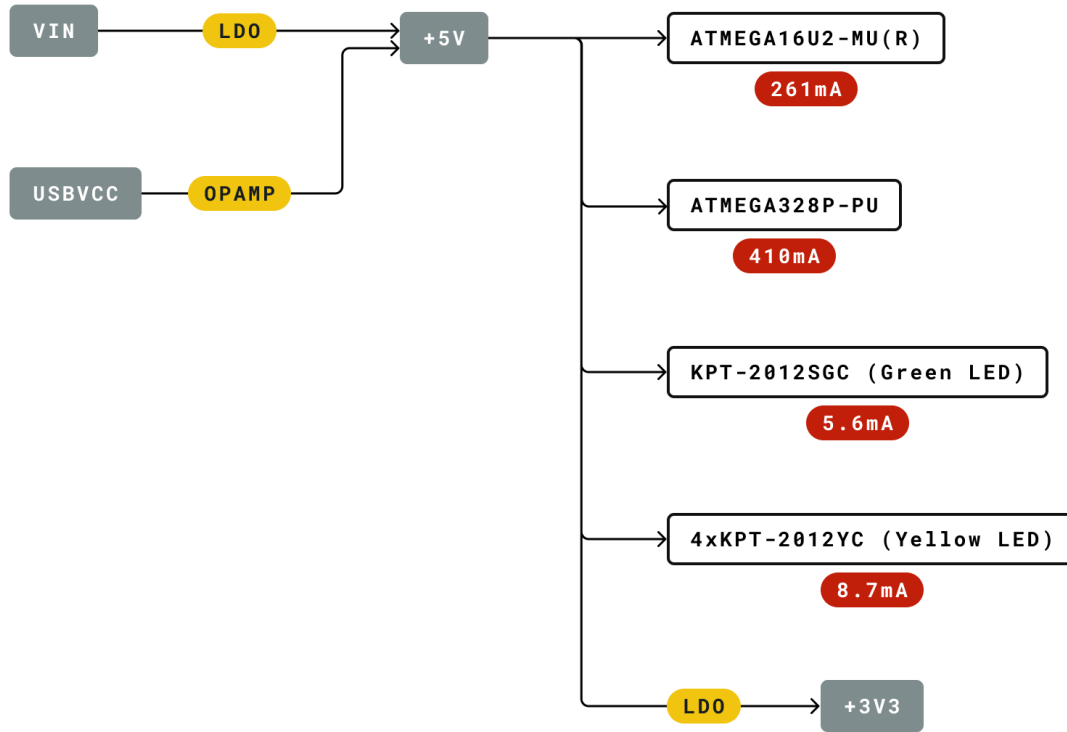 VIN
LDO
+5V
ATMEGA16U2-MU(R)
261mA
USBVCC
OPAMP
ATMEGA328P-PU
410mA
KPT-2012SGC (Green LED)
5.6mA
4xKPT-2012YC (Yellow LED)
8.7mA
LDO
+3V3